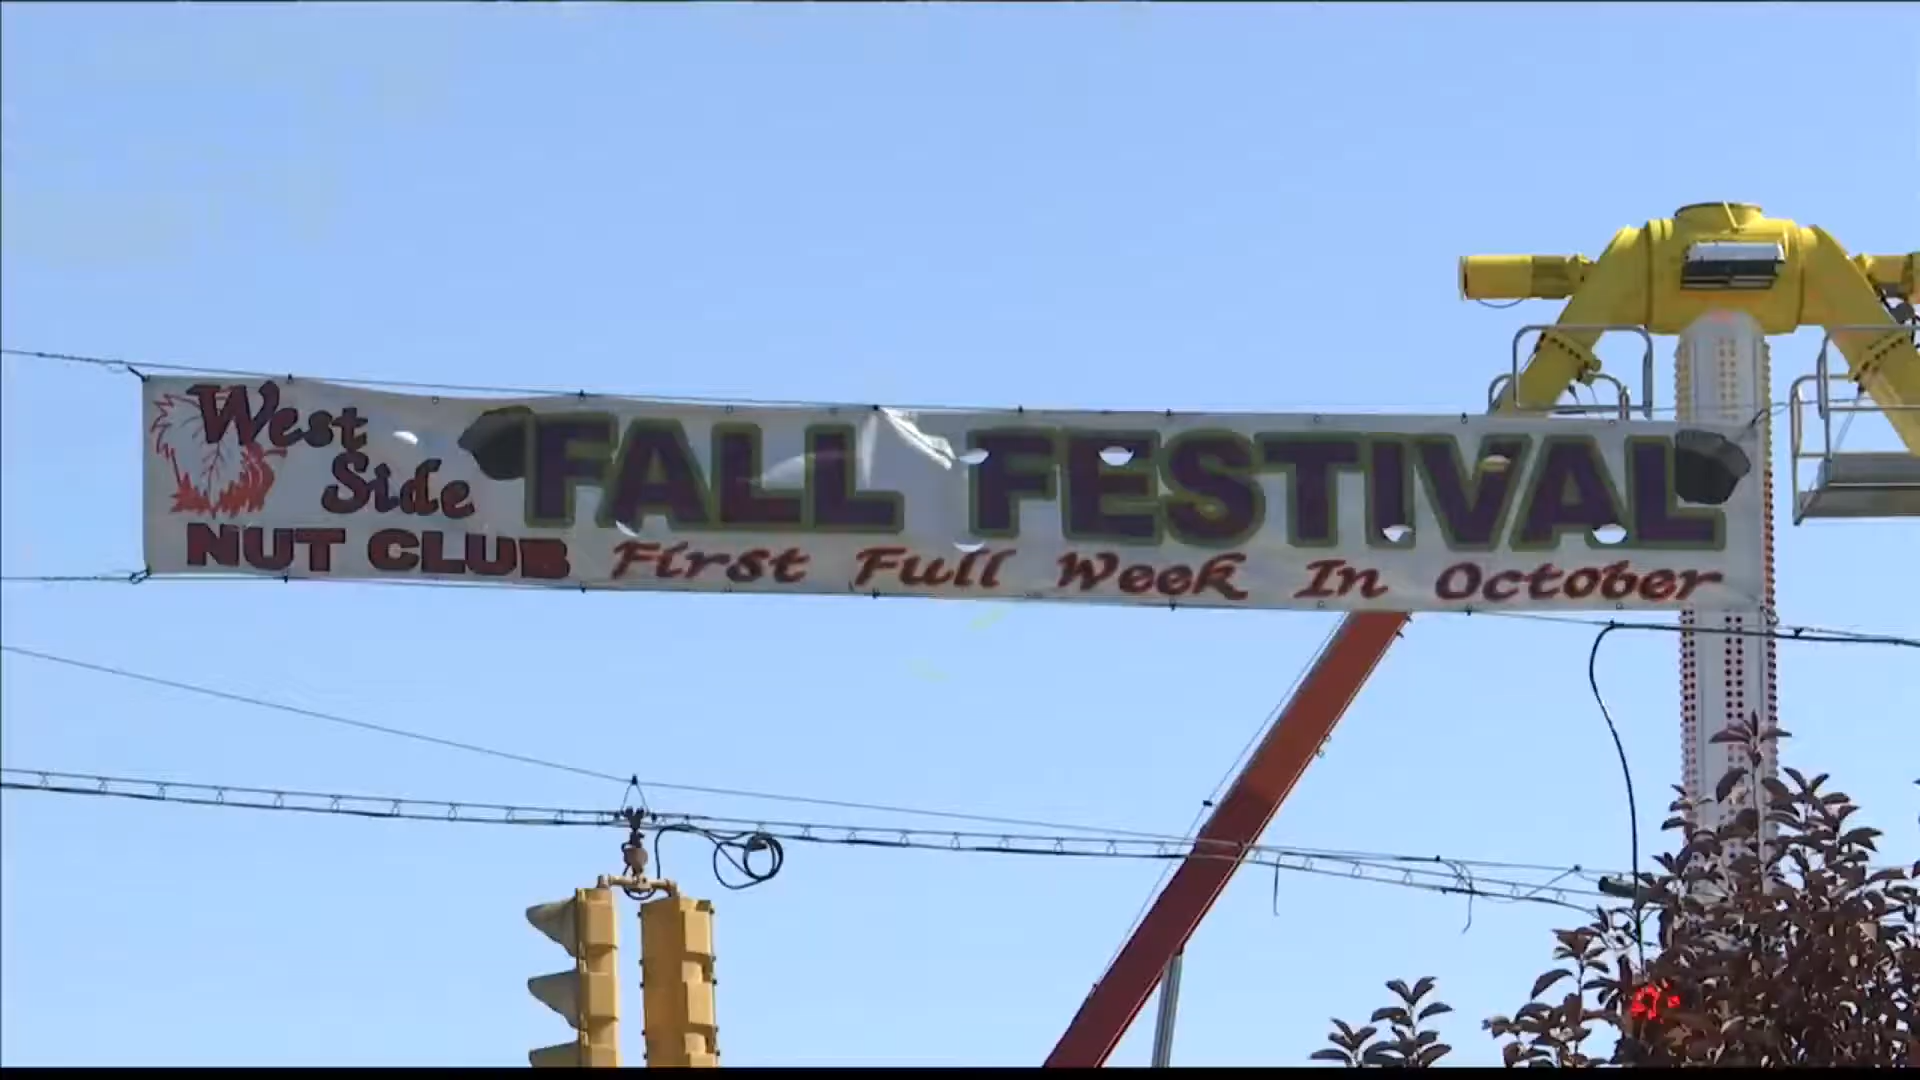 West
Side
NUT CLUB
FALL FESTIVAL
First Full Week In October